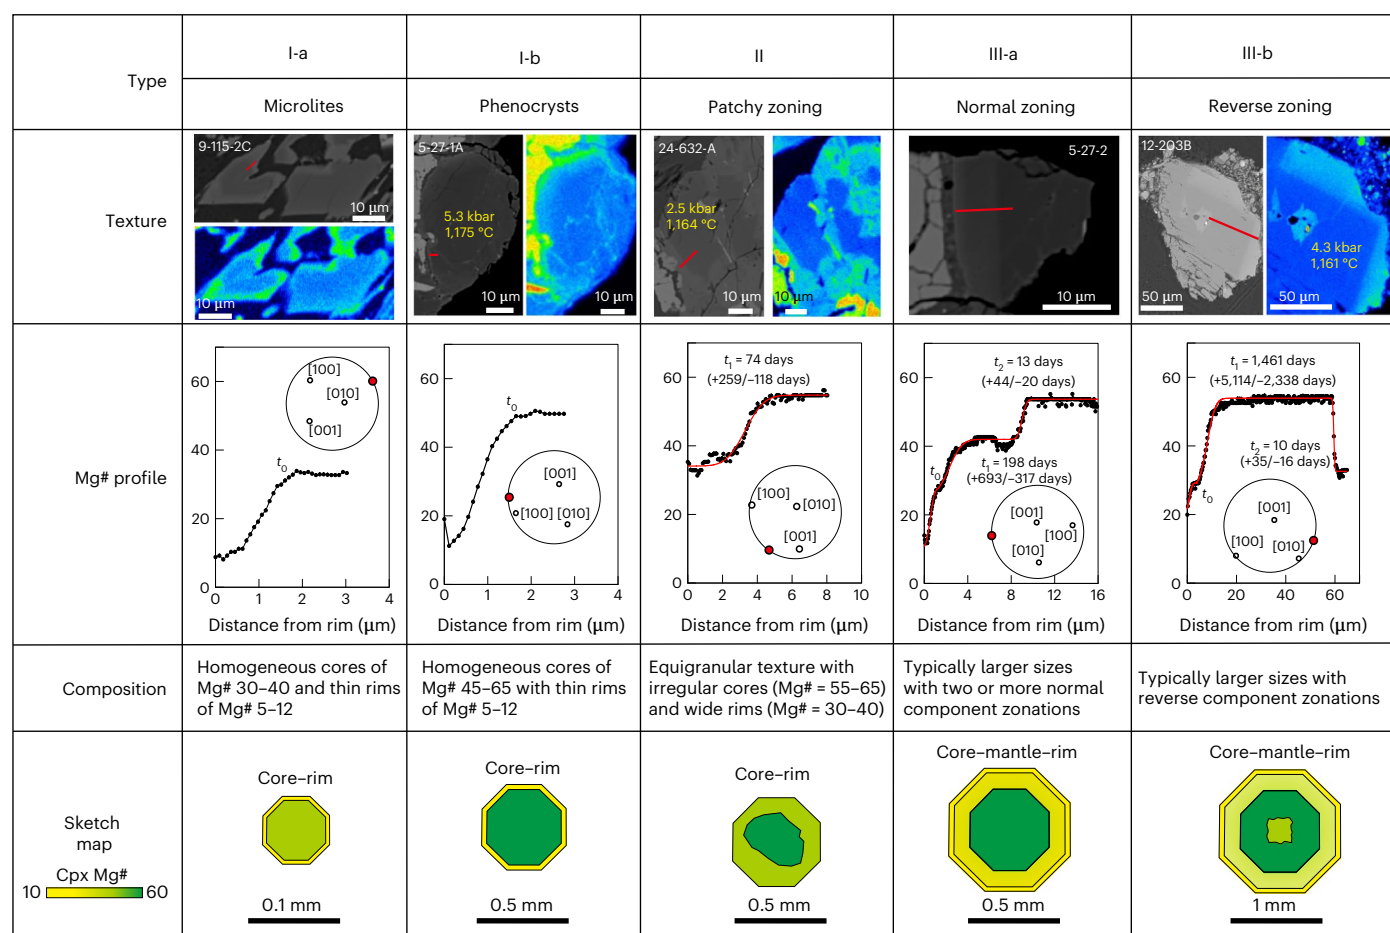 Type
I-a
I-b
II
III-a
III-b
Microlites
Phenocrysts
Patchy zoning
Normal zoning
Reverse zoning
Texture
9-115-2C
10 µm
10 µm
5-27-1A
5.3 kbar
1,175 °C
10 µm
10 µm
24-632-A
2.5 kbar
1,164 °C
10 µm
10 µm
5-27-2
10 µm
12-203B
50 µm
4.3 kbar
1,161 °C
50 µm
Mg# profile
60
40
20
0
0 1 2 3 4
[100]
[010]
[001]
t0
Distance from rim (µm)
60
40
20
0
0 1 2 3 4
t0
[001]
[100] [010]
Distance from rim (µm)
60
40
20
0
0 2 4 6 8 10
t1 = 74 days
(+259/−118 days)
[100]
[010]
[001]
Distance from rim (µm)
60
40
20
0
0 4 8 12 16
t2 = 13 days
(+44/−20 days)
t0
t1 = 198 days
(+693/−317 days)
[001]
[100]
[010]
Distance from rim (µm)
60
40
20
0
0 20 40 60
t1 = 1,461 days
(+5,114/−2,338 days)
t2 = 10 days
(+35/−16 days)
t0
[001]
[100]
[010]
Distance from rim (µm)
Composition
Homogeneous cores of
Mg# 30–40 and thin rims
of Mg# 5–12
Homogeneous cores of
Mg# 45–65 with thin rims
of Mg# 5–12
Equigranular texture with
irregular cores (Mg# = 55–65)
and wide rims (Mg# = 30–40)
Typically larger sizes
with two or more normal
component zonations
Typically larger sizes with
reverse component zonations
Sketch
map
Cpx Mg#
10 60
Core–rim
0.1 mm
Core–rim
0.5 mm
Core–rim
0.5 mm
Core–mantle–rim
0.5 mm
Core–mantle–rim
1 mm